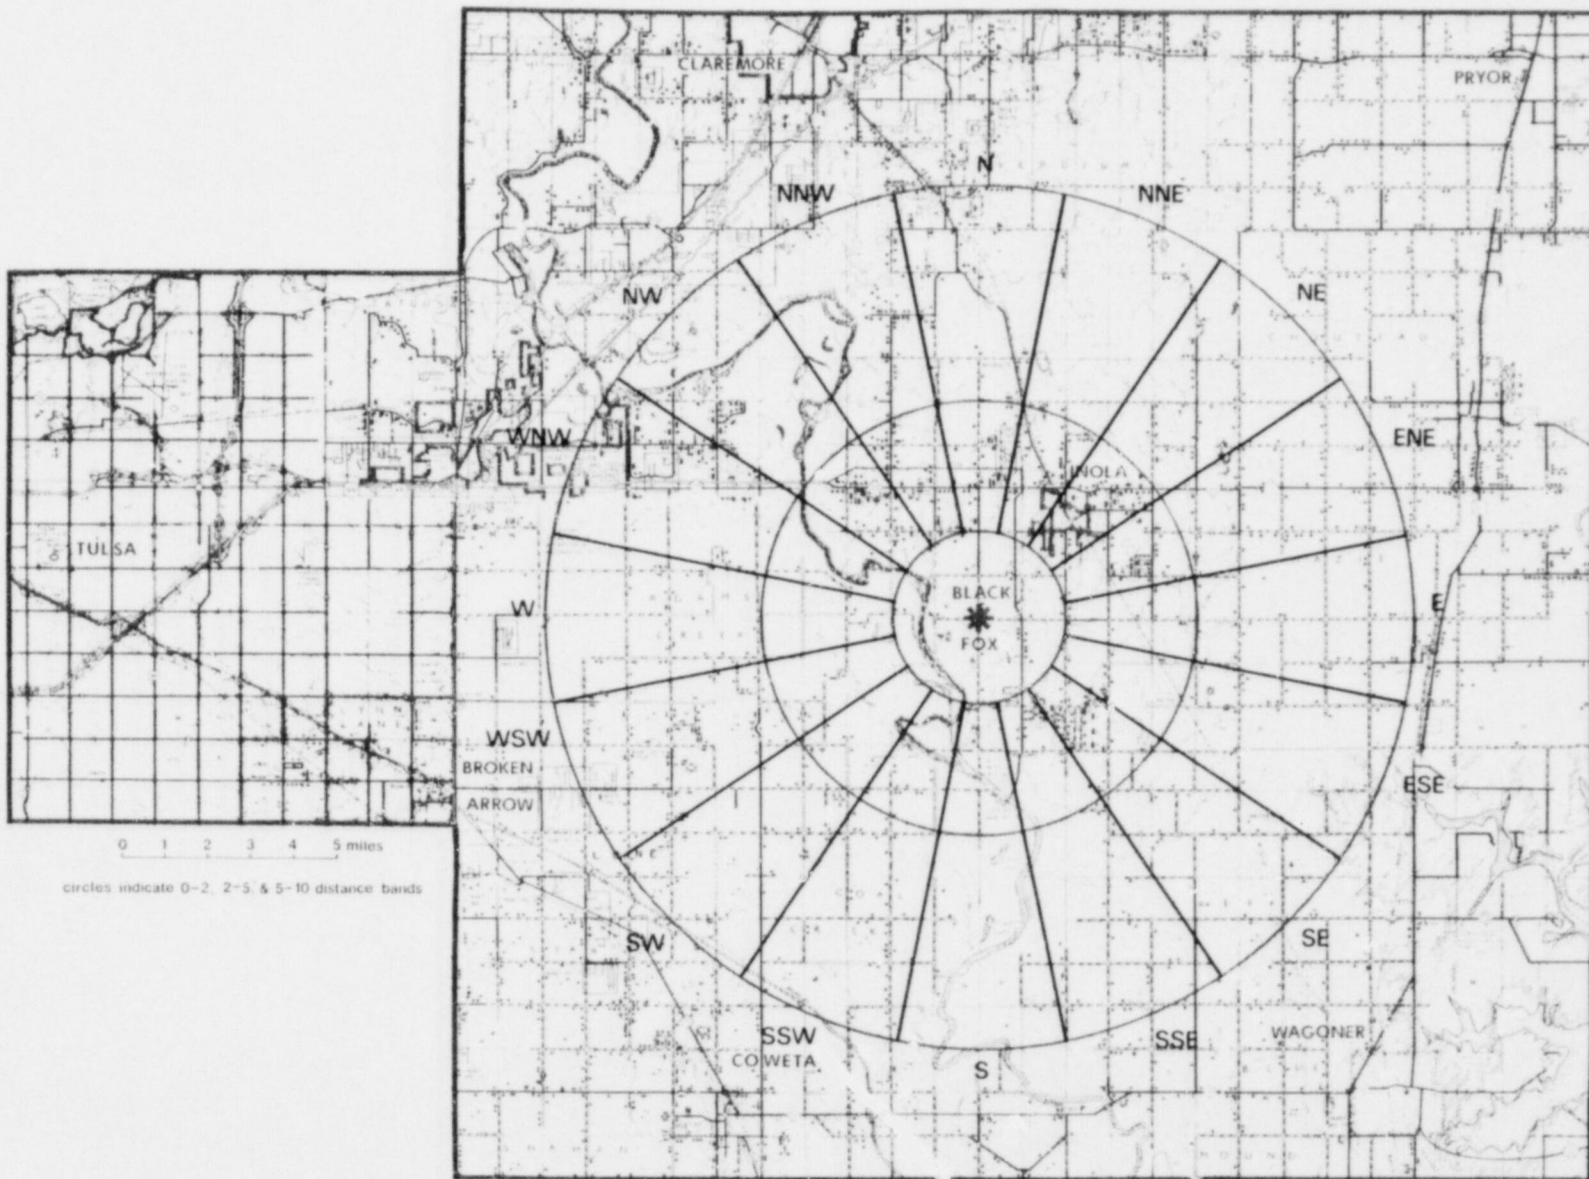 CLAREMORE
PRYOR
N
NNW
NNE
NW
NE
WNW
ENE
INOLA
TULSA
BLACK
FOX
W
E
WSW
BROKEN
ARROW
ESE
0 1 2 3 4 5 miles
circles indicate 0-2, 2-5, & 5-10 distance bands
SW
SE
SSW
COWETA
S
SSE
WAGONER